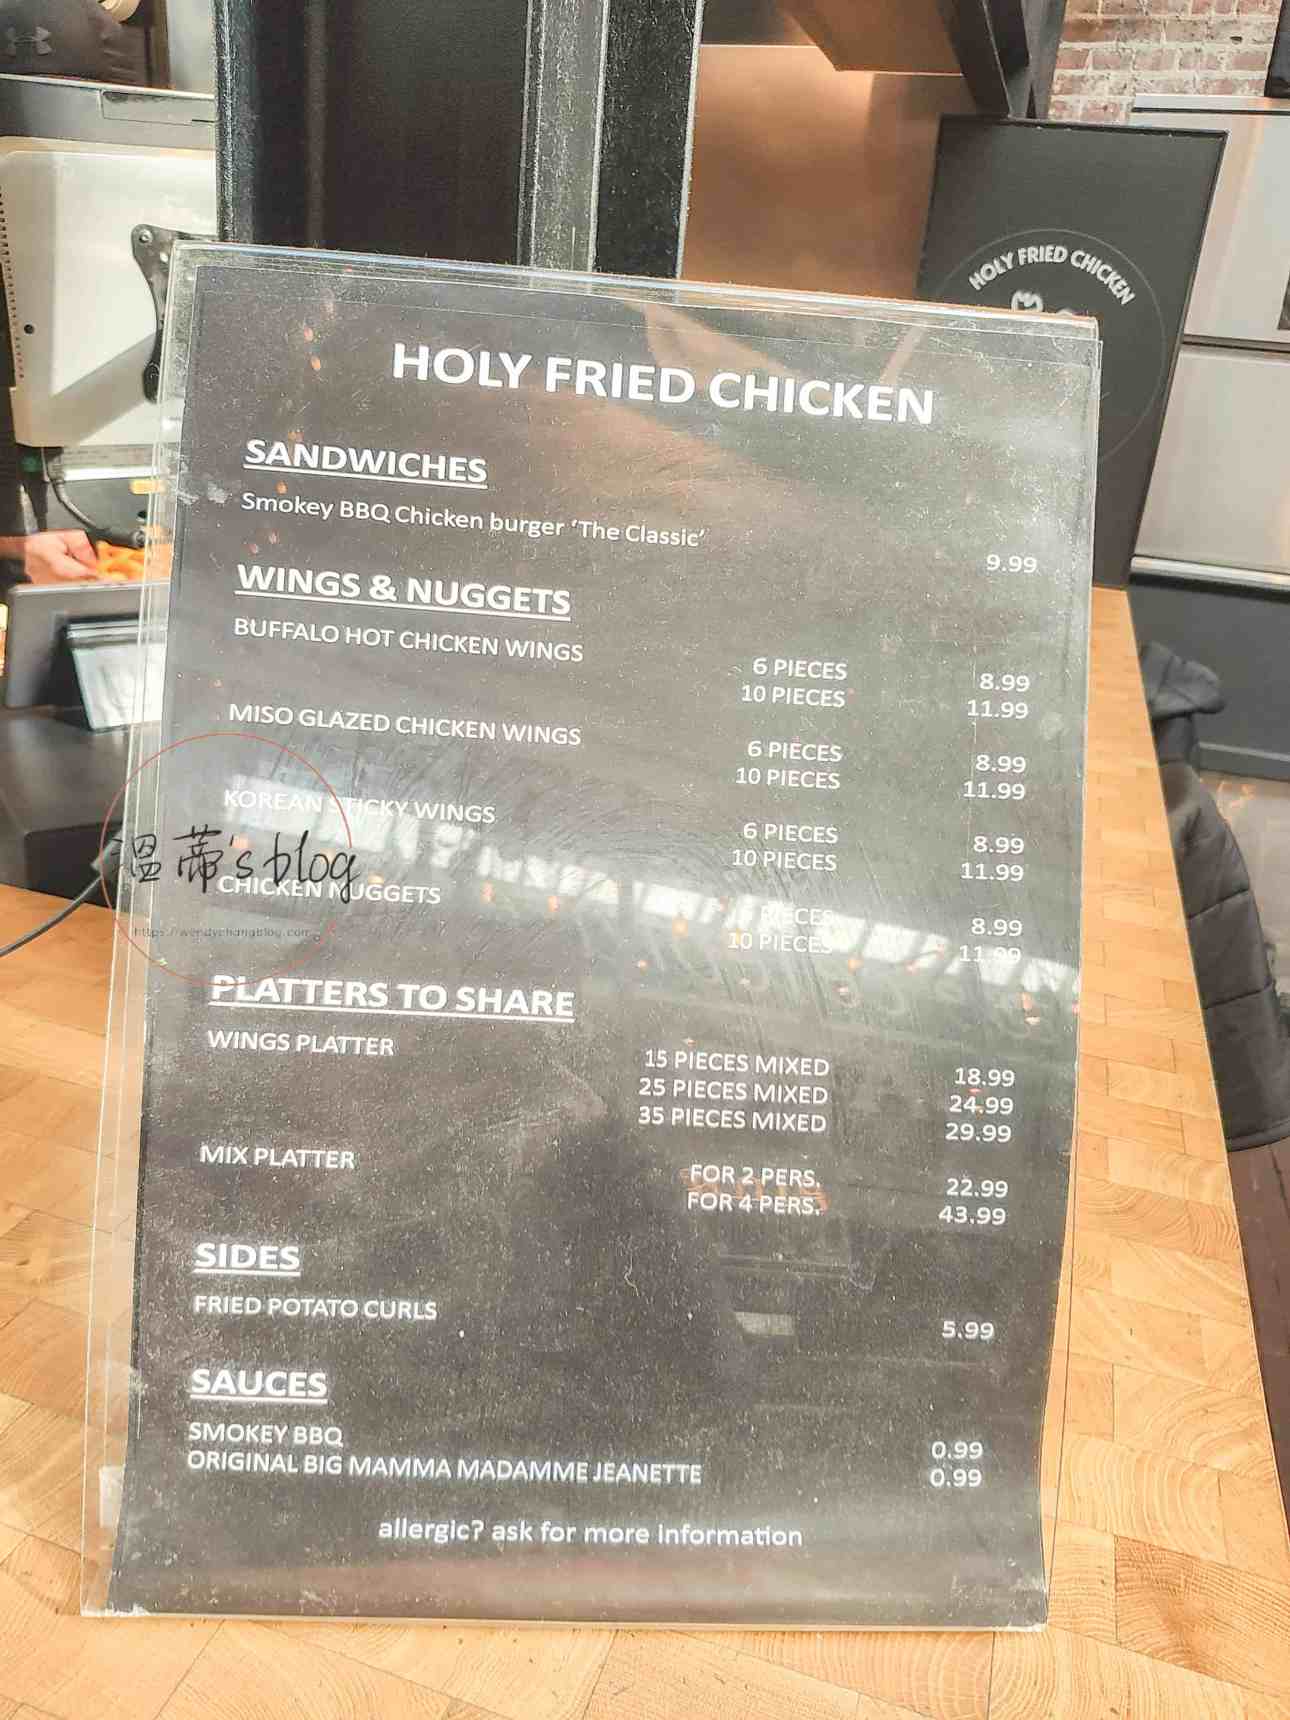 HOLY FRIED CHICKEN
HOLY FRIED CHICKEN
SANDWICHES
Smokey BBQ Chicken burger ‘The Classic’ 9.99
WINGS & NUGGETS
BUFFALO HOT CHICKEN WINGS
6 PIECES 8.99
10 PIECES 11.99
MISO GLAZED CHICKEN WINGS
6 PIECES 8.99
10 PIECES 11.99
KOREAN STICKY WINGS
6 PIECES 8.99
10 PIECES 11.99
溫蒂's blog
CHICKEN NUGGETS
PIECES 8.99
10 PIECES 11.99
https://wendychangblog.com
PLATTERS TO SHARE
WINGS PLATTER
15 PIECES MIXED 18.99
25 PIECES MIXED 24.99
35 PIECES MIXED 29.99
MIX PLATTER
FOR 2 PERS. 22.99
FOR 4 PERS. 43.99
SIDES
FRIED POTATO CURLS 5.99
SAUCES
SMOKEY BBQ 0.99
ORIGINAL BIG MAMMA MADAMME JEANETTE 0.99
allergic? ask for more information